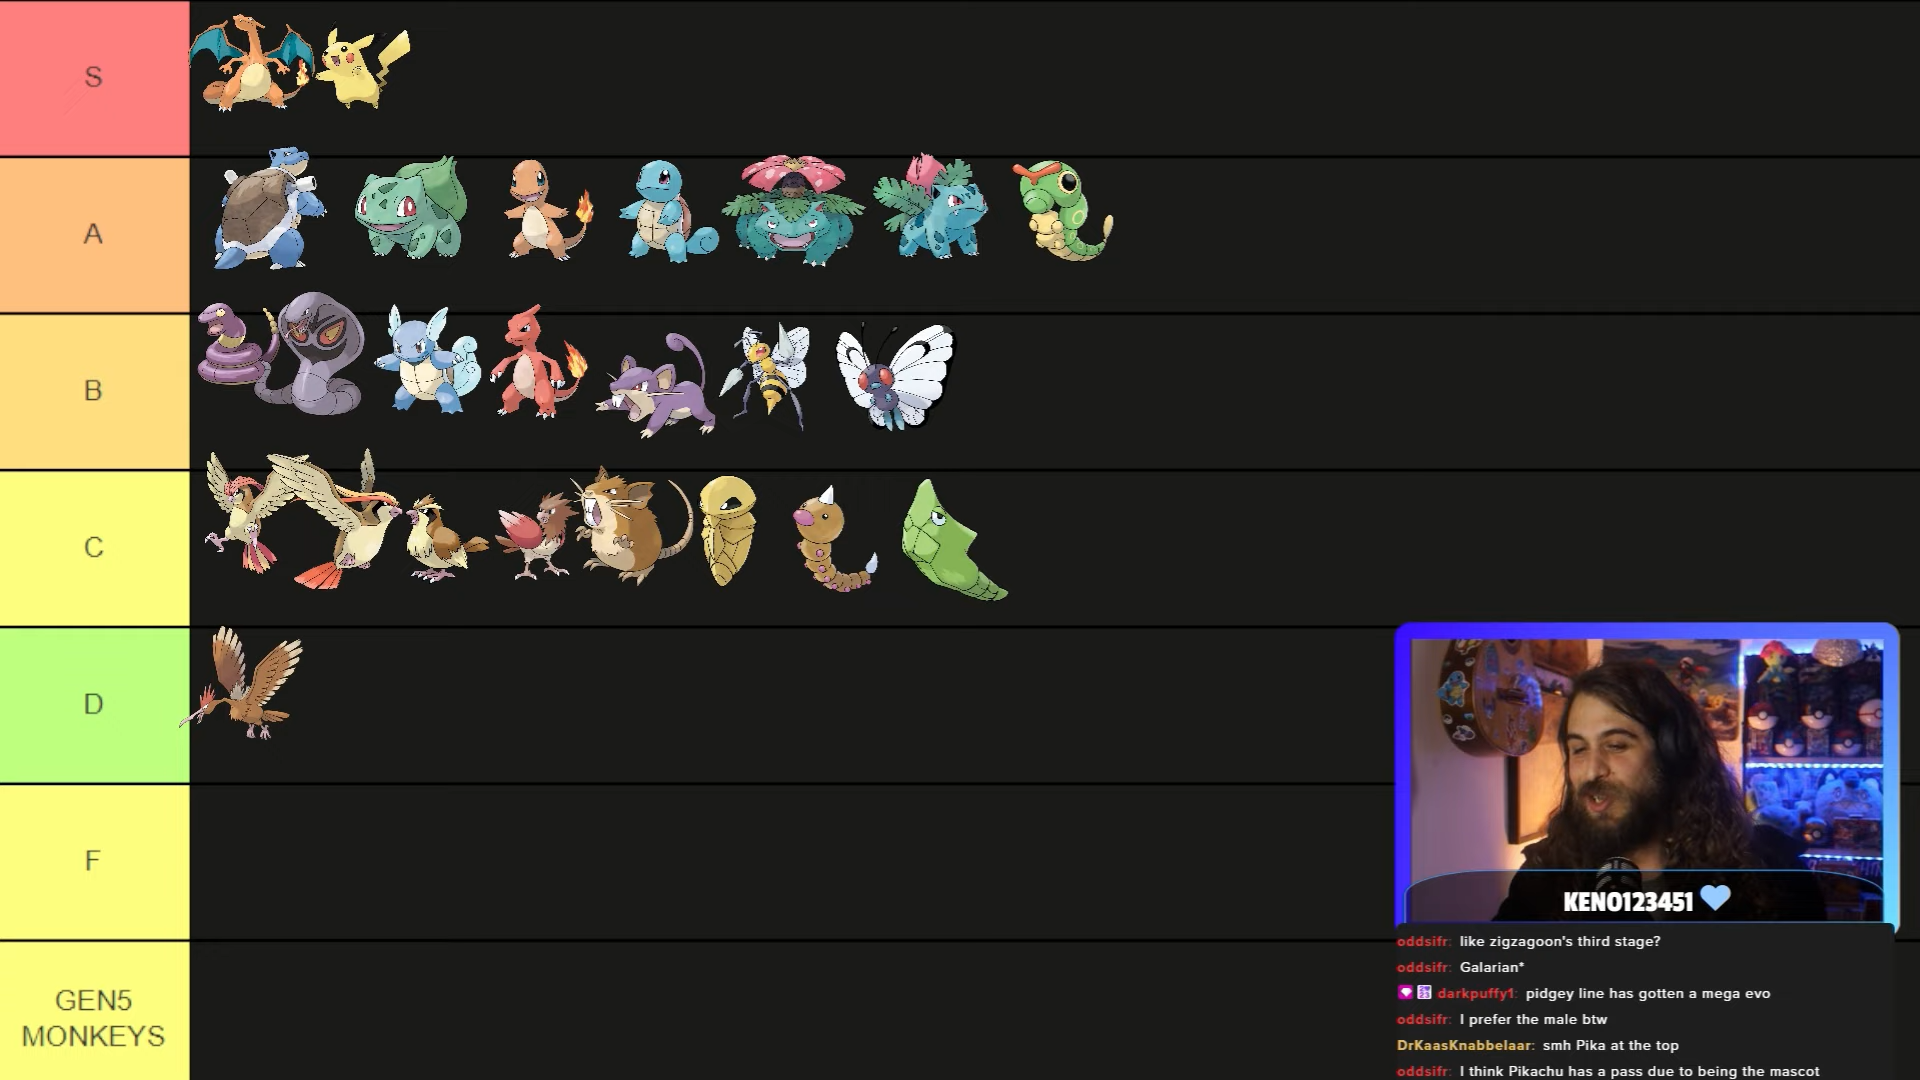 S
A
B
C
D
F
GEN5
MONKEYS
KENO123451
oddsifr: like zigzagoon's third stage?
oddsifr: Galarian*
darkpuffy1: pidgey line has gotten a mega evo
oddsifr: I prefer the male btw
DrKaasKnabbelaar: smh Pika at the top
oddsifr: I think Pikachu has a pass due to being the mascot